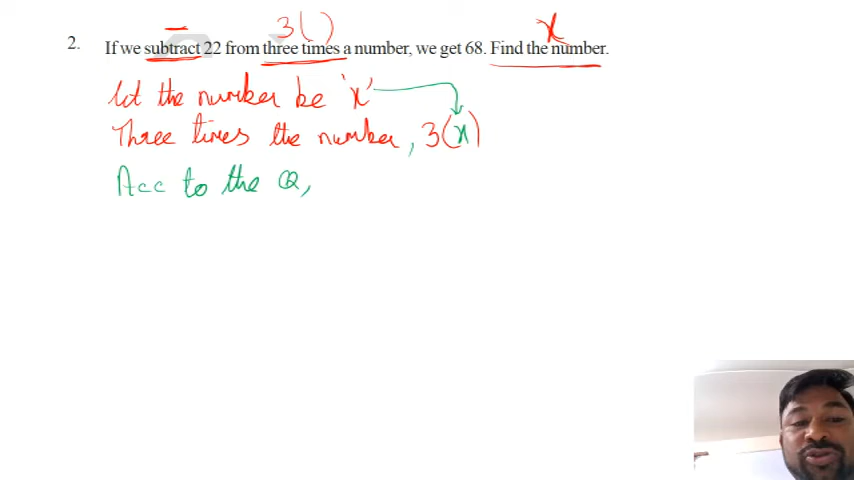 − 3( ) x
2. If we subtract 22 from three times a number, we get 68. Find the number.
Let the number be 'x'
Three times the number, 3(x)
Acc to the Q,